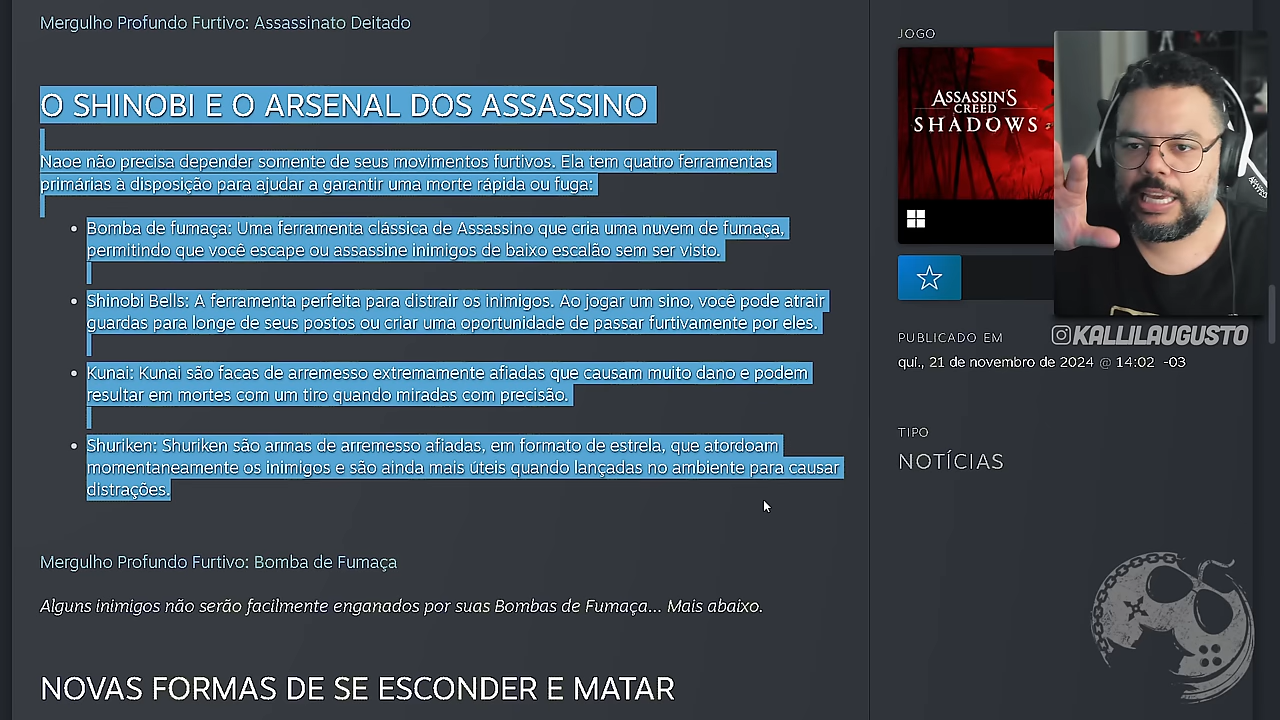 Mergulho Profundo Furtivo: Assassinato Deitado
O SHINOBI E O ARSENAL DOS ASSASSINO
Naoe não precisa depender somente de seus movimentos furtivos. Ela tem quatro ferramentas
primárias à disposição para ajudar a garantir uma morte rápida ou fuga:
• Bomba de fumaça: Uma ferramenta clássica de Assassino que cria uma nuvem de fumaça,
permitindo que você escape ou assassine inimigos de baixo escalão sem ser visto.
• Shinobi Bells: A ferramenta perfeita para distrair os inimigos. Ao jogar um sino, você pode atrair
guardas para longe de seus postos ou criar uma oportunidade de passar furtivamente por eles.
• Kunai: Kunai são facas de arremesso extremamente afiadas que causam muito dano e podem
resultar em mortes com um tiro quando miradas com precisão.
• Shuriken: Shuriken são armas de arremesso afiadas, em formato de estrela, que atordoam
momentaneamente os inimigos e são ainda mais úteis quando lançadas no ambiente para causar
distrações.
Mergulho Profundo Furtivo: Bomba de Fumaça
Alguns inimigos não serão facilmente enganados por suas Bombas de Fumaça... Mais abaixo.
NOVAS FORMAS DE SE ESCONDER E MATAR
JOGO
ASSASSIN'S
CREED
SHADOWS
KALLILAUGUSTO
PUBLICADO EM
qui., 21 de novembro de 2024 @ 14:02 -03
TIPO
NOTÍCIAS